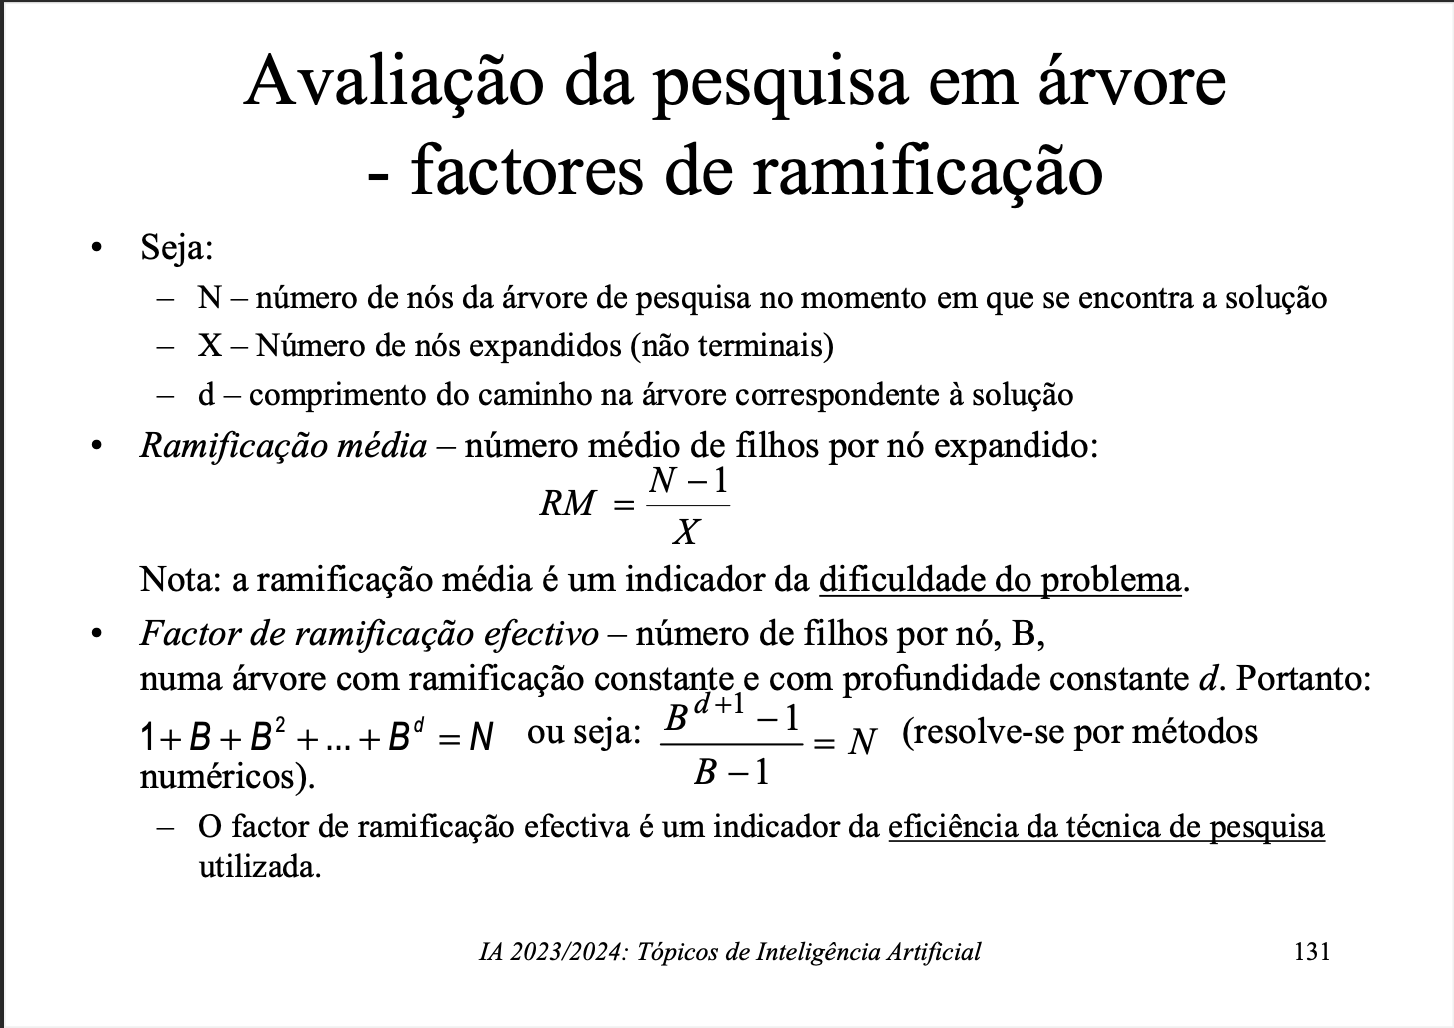 Avaliação da pesquisa em árvore
- factores de ramificação
• Seja:
– N – número de nós da árvore de pesquisa no momento em que se encontra a solução
– X – Número de nós expandidos (não terminais)
– d – comprimento do caminho na árvore correspondente à solução
• Ramificação média – número médio de filhos por nó expandido:
RM = \frac{N - 1}{X}
Nota: a ramificação média é um indicador da dificuldade do problema.
• Factor de ramificação efectivo – número de filhos por nó, B,
numa árvore com ramificação constante e com profundidade constante d. Portanto:
1+ B + B² + ... + B^d = N ou seja: \frac{B^{d+1} - 1}{B - 1} = N (resolve-se por métodos
numéricos).
– O factor de ramificação efectiva é um indicador da eficiência da técnica de pesquisa
utilizada.
IA 2023/2024: Tópicos de Inteligência Artificial 131